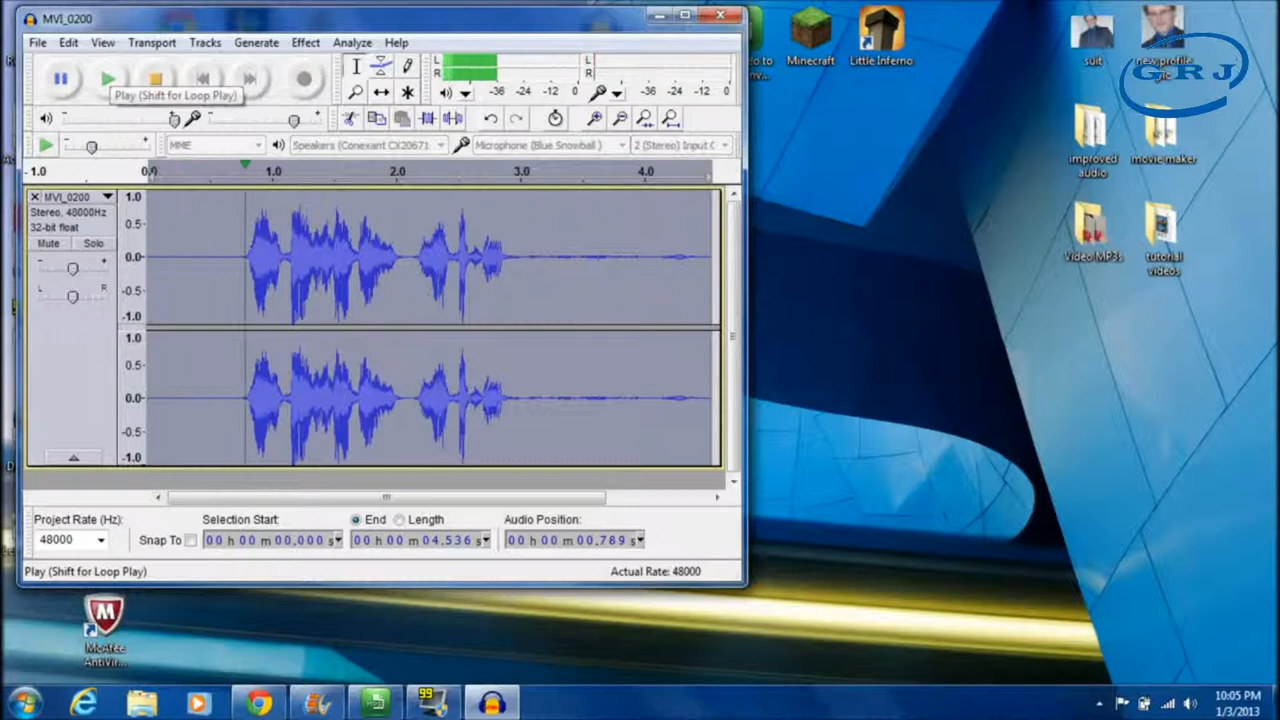 MVI_0200
File Edit View Transport Tracks Generate Effect Analyze Help
L
R
-36 -24 -12 0
L
R
-36 -24 -12 0
Play (Shift for Loop Play)
MME
Speakers (Conexant CX20671
Microphone (Blue Snowball)
2 (Stereo) Input C
-1.0 0.0 1.0 2.0 3.0 4.0
MVI_0200
Stereo, 48000Hz
32-bit float
Mute Solo
- +
L R
1.0
0.5
0.0
-0.5
-1.0
1.0
0.5
0.0
-0.5
-1.0
Project Rate (Hz):
48000
Snap To
Selection Start:
00 h 00 m 00.000 s
End Length
00 h 00 m 04.536 s
Audio Position:
00 h 00 m 00.789 s
Play (Shift for Loop Play)
Actual Rate: 48000
Minecraft
Little Inferno
suit
new profile
GRJ
improved
audio
movie maker
Video MP3s
tutorial
videos
McAfee
AntiVir...
99
10:05 PM
1/3/2013